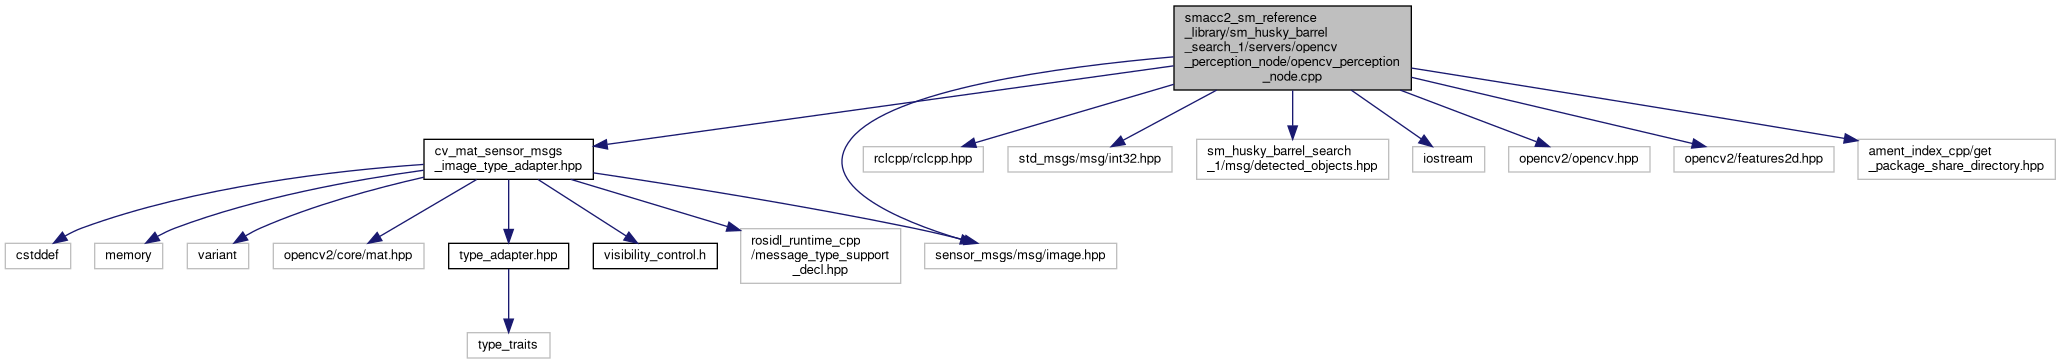 smacc2_sm_reference
_library/sm_husky_barrel
_search_1/servers/opencv
_perception_node/opencv_perception
_node.cpp
cv_mat_sensor_msgs
_image_type_adapter.hpp
rclcpp/rclcpp.hpp
std_msgs/msg/int32.hpp
sm_husky_barrel_search
_1/msg/detected_objects.hpp
iostream
opencv2/opencv.hpp
opencv2/features2d.hpp
ament_index_cpp/get
_package_share_directory.hpp
cstddef
memory
variant
opencv2/core/mat.hpp
type_adapter.hpp
visibility_control.h
rosidl_runtime_cpp
/message_type_support
_decl.hpp
sensor_msgs/msg/image.hpp
type_traits